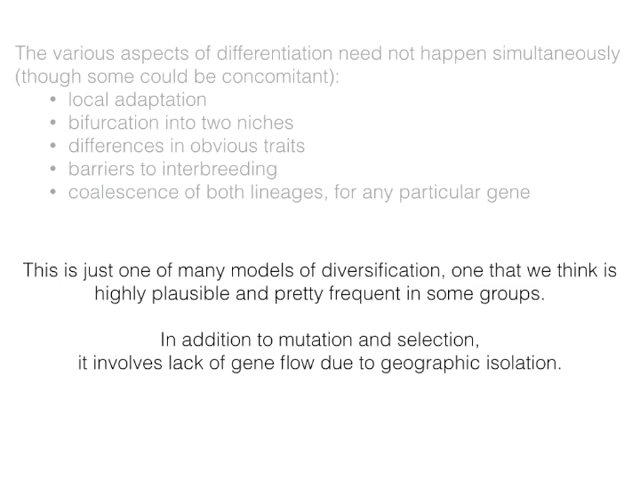 The various aspects of differentiation need not happen simultaneously
(though some could be concomitant):
• local adaptation
• bifurcation into two niches
• differences in obvious traits
• barriers to interbreeding
• coalescence of both lineages, for any particular gene
This is just one of many models of diversification, one that we think is
highly plausible and pretty frequent in some groups.
In addition to mutation and selection,
it involves lack of gene flow due to geographic isolation.